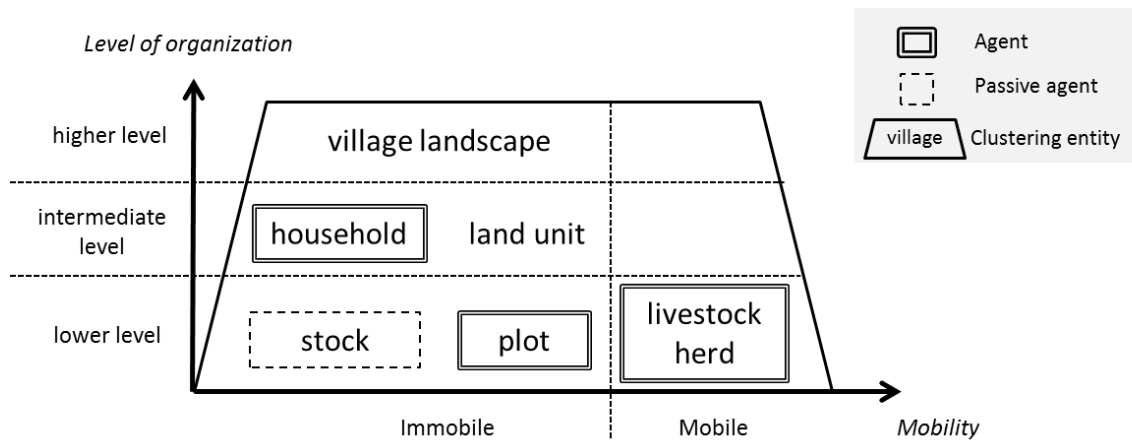 Level of organization
Agent
Passive agent
village
Clustering entity
higher level
village landscape
intermediate
level
household
land unit
lower level
stock
plot
livestock
herd
Immobile
Mobile
Mobility